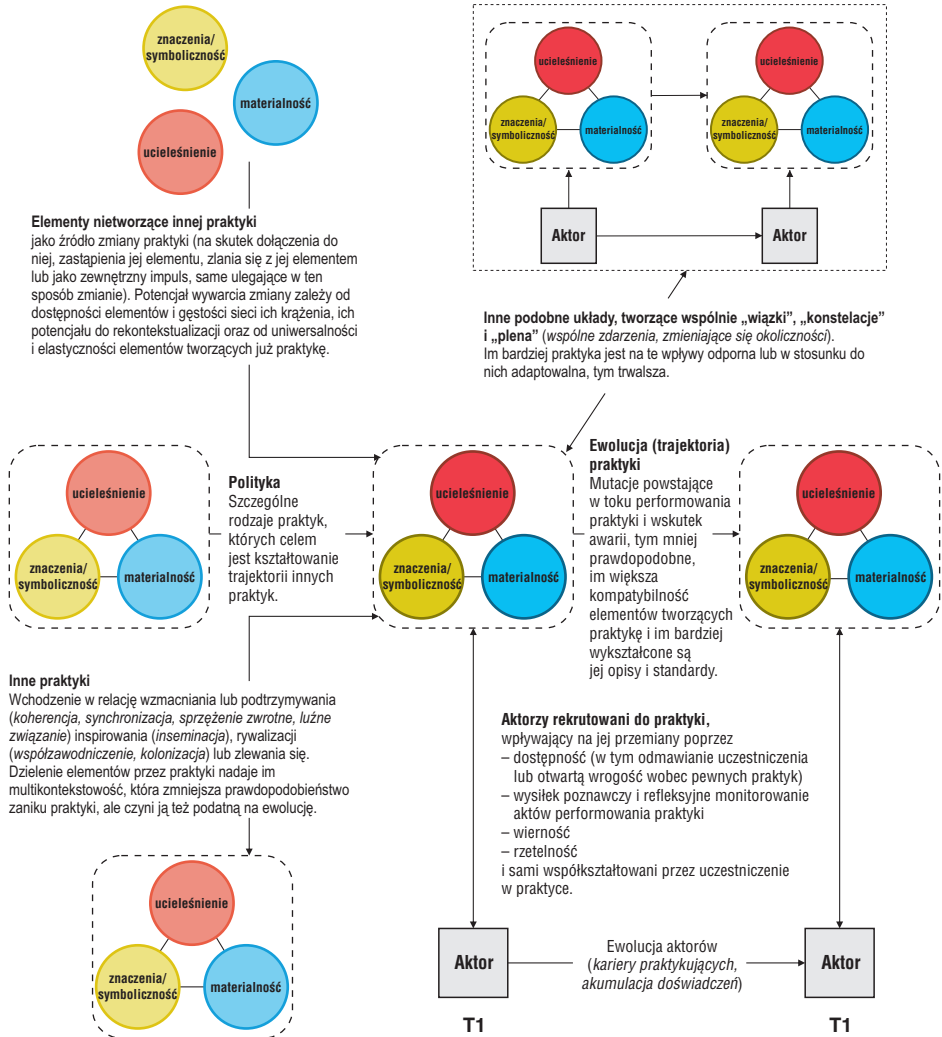 znaczenia/
symboliczność
materialność
ucieleśnienie
ucieleśnienie
znaczenia/
symboliczność
materialność
ucieleśnienie
znaczenia/
symboliczność
materialność
Aktor
Aktor
Elementy nietworzące innej praktyki
jako źródło zmiany praktyki (na skutek dołączenia do
niej, zastąpienia jej elementu, zlania się z jej elementem
lub jako zewnętrzny impuls, same ulegające w ten
sposób zmianie). Potencjał wywarcia zmiany zależy od
dostępności elementów i gęstości sieci ich krążenia, ich
potencjału do rekontekstualizacji oraz od uniwersalności
i elastyczności elementów tworzących już praktykę.
Inne podobne układy, tworzące wspólnie „wiązki”, „konstelacje”
i „plena” (wspólne zdarzenia, zmieniające się okoliczności).
Im bardziej praktyka jest na te wpływy odporna lub w stosunku do
nich adaptowalna, tym trwalsza.
ucieleśnienie
znaczenia/
symboliczność
materialność
Polityka
Szczególne
rodzaje praktyk,
których celem
jest kształtowanie
trajektorii innych
praktyk.
ucieleśnienie
znaczenia/
symboliczność
materialność
Ewolucja (trajektoria)
praktyki
Mutacje powstające
w toku performowania
praktyki i wskutek
awarii, tym mniej
prawdopodobne,
im większa
kompatybilność
elementów tworzących
praktykę i im bardziej
wykształcone są
jej opisy i standardy.
ucieleśnienie
znaczenia/
symboliczność
materialność
Inne praktyki
Wchodzenie w relację wzmacniania lub podtrzymywania
(koherencja, synchronizacja, sprzężenie zwrotne, luźne
związanie) inspirowania (inseminacja), rywalizacji
(współzawodniczenie, kolonizacja) lub zlewania się.
Dzielenie elementów przez praktyki nadaje im
multikontekstowość, która zmniejsza prawdopodobieństwo
zaniku praktyki, ale czyni ją też podatną na ewolucję.
Aktorzy rekrutowani do praktyki,
wpływający na jej przemiany poprzez
– dostępność (w tym odmawianie uczestniczenia
lub otwartą wrogość wobec pewnych praktyk)
– wysiłek poznawczy i refleksyjne monitorowanie
aktów performowania praktyki
– wierność
– rzetelność
i sami współkształtowani przez uczestniczenie
w praktyce.
ucieleśnienie
znaczenia/
symboliczność
materialność
Aktor
Ewolucja aktorów
(kariery praktykujących,
akumulacja doświadczeń)
Aktor
T1
T1